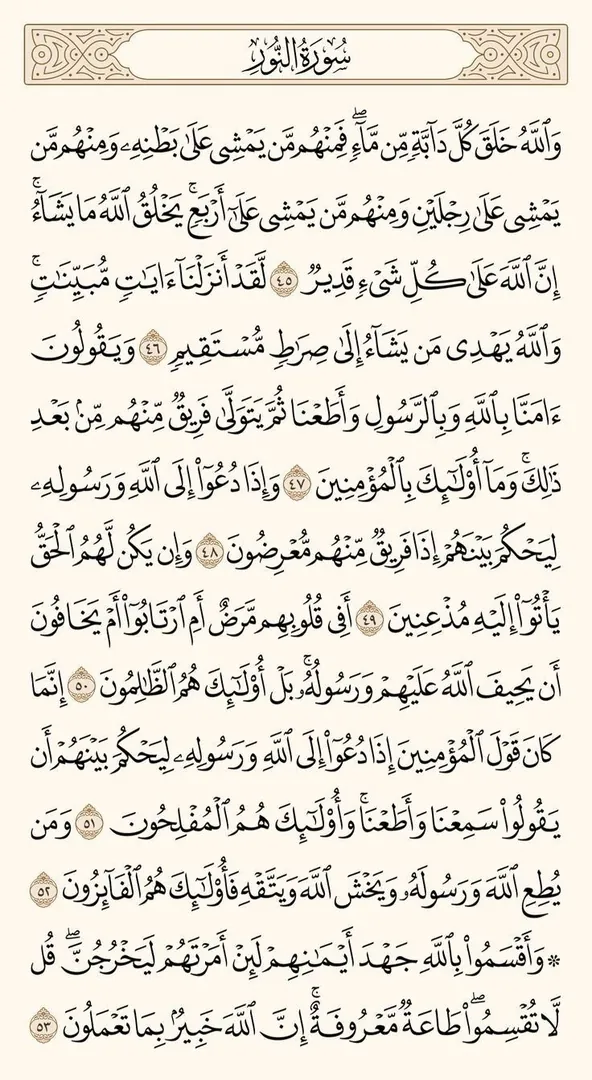 سُورَةُ النُّورِ
وَٱللَّهُ خَلَقَ كُلَّ دَآبَّةٍ مِّن مَّآءٍۖ فَمِنْهُم مَّن يَمْشِى عَلَىٰ بَطْنِهِۦ وَمِنْهُم مَّن
يَمْشِى عَلَىٰ رِجْلَيْنِ وَمِنْهُم مَّن يَمْشِى عَلَىٰٓ أَرْبَعٍۚ يَخْلُقُ ٱللَّهُ مَا يَشَآءُۚ
إِنَّ ٱللَّهَ عَلَىٰ كُلِّ شَىْءٍ قَدِيرٌ ٤٥ لَّقَدْ أَنزَلْنَآ ءَايَٰتٍ مُّبَيِّنَٰتٍۚ
وَٱللَّهُ يَهْدِى مَن يَشَآءُ إِلَىٰ صِرَٰطٍ مُّسْتَقِيمٍ ٤٦ وَيَقُولُونَ
ءَامَنَّا بِٱللَّهِ وَبِٱلرَّسُولِ وَأَطَعْنَا ثُمَّ يَتَوَلَّىٰ فَرِيقٌ مِّنْهُم مِّنۢ بَعْدِ
ذَٰلِكَۚ وَمَآ أُو۟لَٰٓئِكَ بِٱلْمُؤْمِنِينَ ٤٧ وَإِذَا دُعُوٓا۟ إِلَى ٱللَّهِ وَرَسُولِهِۦ
لِيَحْكُمَ بَيْنَهُمْ إِذَا فَرِيقٌ مِّنْهُم مُّعْرِضُونَ ٤٨ وَإِن يَكُن لَّهُمُ ٱلْحَقُّ
يَأْتُوٓا۟ إِلَيْهِ مُذْعِنِينَ ٤٩ أَفِى قُلُوبِهِم مَّرَضٌ أَمِ ٱرْتَابُوٓا۟ أَمْ يَخَافُونَ
أَن يَحِيفَ ٱللَّهُ عَلَيْهِمْ وَرَسُولُهُۥۚ بَلْ أُو۟لَٰٓئِكَ هُمُ ٱلظَّٰلِمُونَ ٥٠ إِنَّمَا
كَانَ قَوْلَ ٱلْمُؤْمِنِينَ إِذَا دُعُوٓا۟ إِلَى ٱللَّهِ وَرَسُولِهِۦ لِيَحْكُمَ بَيْنَهُمْ أَن
يَقُولُوا۟ سَمِعْنَا وَأَطَعْنَاۚ وَأُو۟لَٰٓئِكَ هُمُ ٱلْمُفْلِحُونَ ٥١ وَمَن
يُطِعِ ٱللَّهَ وَرَسُولَهُۥ وَيَخْشَ ٱللَّهَ وَيَتَّقْهِ فَأُو۟لَٰٓئِكَ هُمُ ٱلْفَآئِزُونَ ٥٢
۞ وَأَقْسَمُوا۟ بِٱللَّهِ جَهْدَ أَيْمَٰنِهِمْ لَئِنْ أَمَرْتَهُمْ لَيَخْرُجُنَّۖ قُل
لَّا تُقْسِمُوا۟ۖ طَاعَةٌ مَّعْرُوفَةٌۚ إِنَّ ٱللَّهَ خَبِيرٌۢ بِمَا تَعْمَلُونَ ٥٣